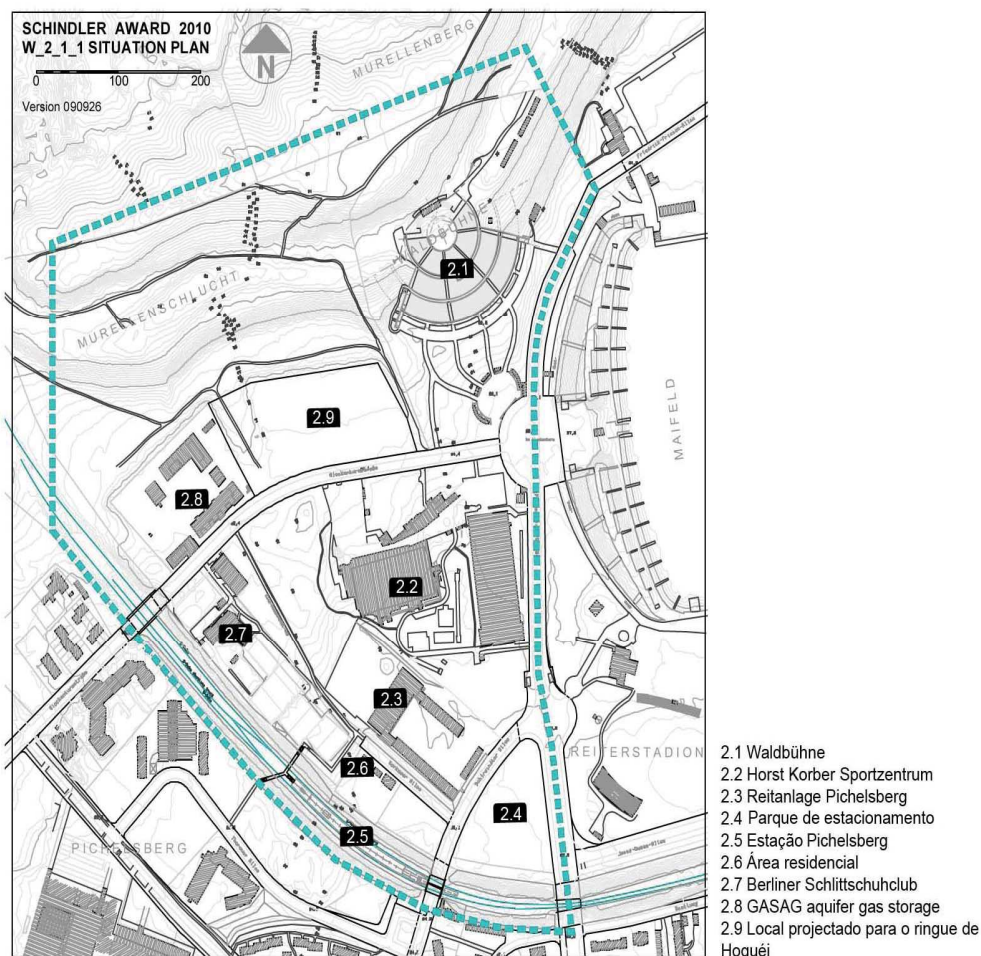 SCHINDLER AWARD 2010
W_2_1_1 SITUATION PLAN
0 100 200
Version 090926
N
MURELLENBERG
WALDBÜHNE
2.1
MURELLENSCHLUCHT
MAIFELD
2.9
2.8
2.2
2.7
2.3
REITERSTADION
2.6
2.4
2.5
PICHELSBERG
2.1 Waldbühne
2.2 Horst Korber Sportzentrum
2.3 Reitanlage Pichelsberg
2.4 Parque de estacionamento
2.5 Estação Pichelsberg
2.6 Área residencial
2.7 Berliner Schlittschuhclub
2.8 GASAG aquifer gas storage
2.9 Local projectado para o ringue de
Hoquéi